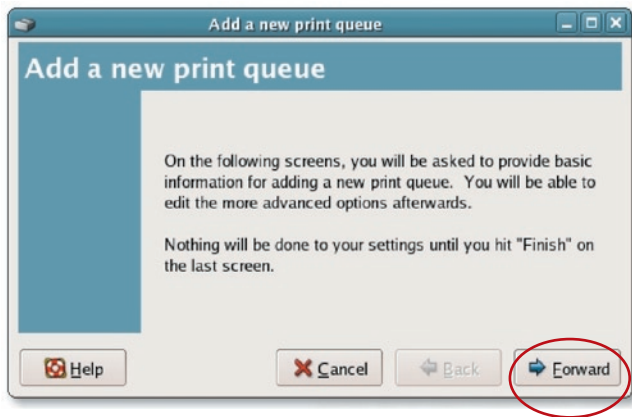 Add a new print queue
Add a new print queue
On the following screens, you will be asked to provide basic
information for adding a new print queue. You will be able to
edit the more advanced options afterwards.
Nothing will be done to your settings until you hit "Finish" on
the last screen.
Help Cancel Back Forward